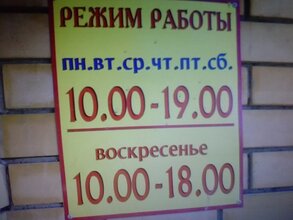 РЕЖИМ РАБОТЫ
пн.вт.ср.чт.пт.сб.
10.00-19.00
воскресенье
10.00-18.00